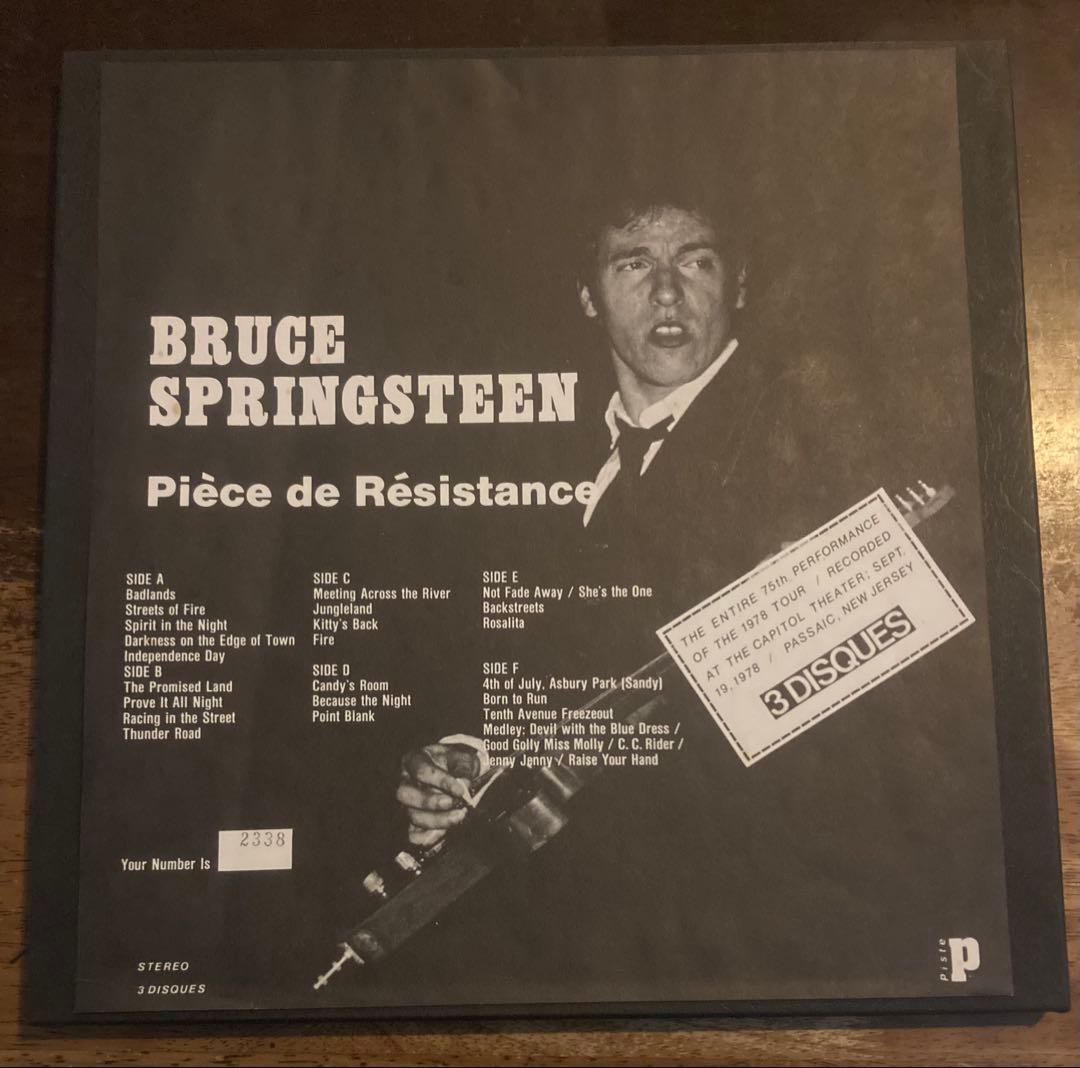 BRUCE
SPRINGSTEEN
Pièce de Résistance
SIDE A
Badlands
Streets of Fire
Spirit in the Night
Darkness on the Edge of Town
Independence Day
SIDE B
The Promised Land
Prove It All Night
Racing in the Street
Thunder Road
SIDE C
Meeting Across the River
Jungleland
Kitty's Back
Fire
SIDE D
Candy's Room
Because the Night
Point Blank
SIDE E
Not Fade Away / She's the One
Backstreets
Rosalita
SIDE F
4th of July, Asbury Park (Sandy)
Born to Run
Tenth Avenue Freezeout
Medley: Devil with the Blue Dress /
Good Golly Miss Molly / C. C. Rider /
Jenny Jenny / Raise Your Hand
THE ENTIRE 75th. PERFORMANCE
OF THE 1978 TOUR / RECORDED
AT THE CAPITOL THEATER; SEPT.
19, 1978 / PASSAIC, NEW JERSEY
3 DISQUES
Your Number Is 2338
STEREO
3 DISQUES
Piste
P